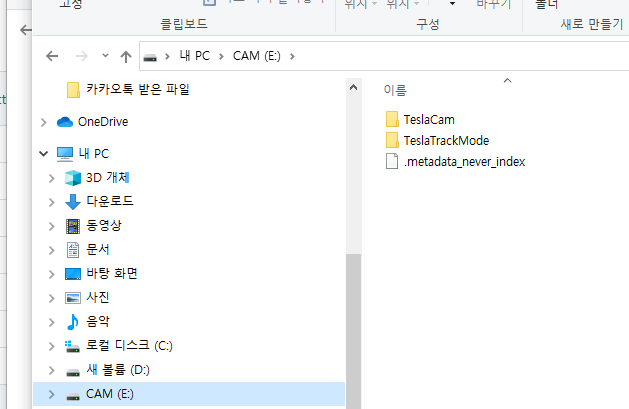 고정
위치
위치
바꾸기
폴더
클립보드
구성
새로 만들기
내 PC
CAM (E:)
카카오톡 받은 파일
OneDrive
내 PC
3D 개체
다운로드
동영상
문서
바탕 화면
사진
음악
로컬 디스크 (C:)
새 볼륨 (D:)
CAM (E:)
이름
TeslaCam
TeslaTrackMode
.metadata_never_index